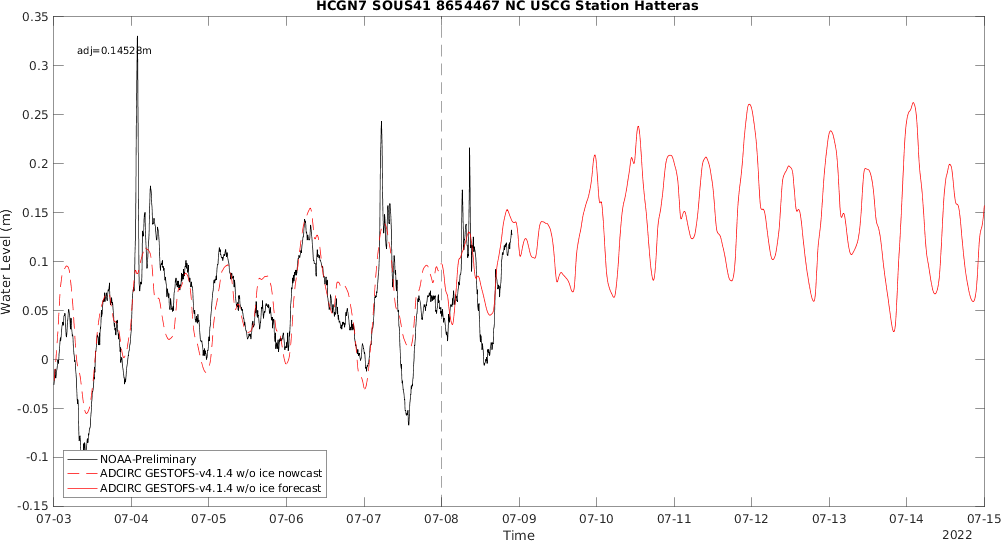 HCGN7 SOUS41 8654467 NC USCG Station Hatteras
adj=0.14528m
0.35
0.3
0.25
0.2
0.15
0.1
0.05
0
-0.05
-0.1
-0.15
Water Level (m)
NOAA-Preliminary
ADCIRC GESTOFS-v4.1.4 w/o ice nowcast
ADCIRC GESTOFS-v4.1.4 w/o ice forecast
07-03 07-04 07-05 07-06 07-07 07-08 07-09 07-10 07-11 07-12 07-13 07-14 07-15
Time
2022